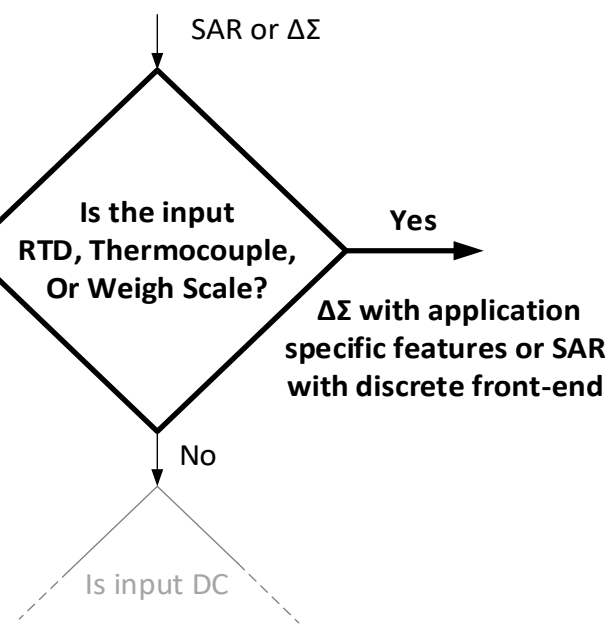 SAR or ΔΣ
Is the input
RTD, Thermocouple,
Or Weigh Scale?
Yes
ΔΣ with application
specific features or SAR
with discrete front-end
No
Is input DC